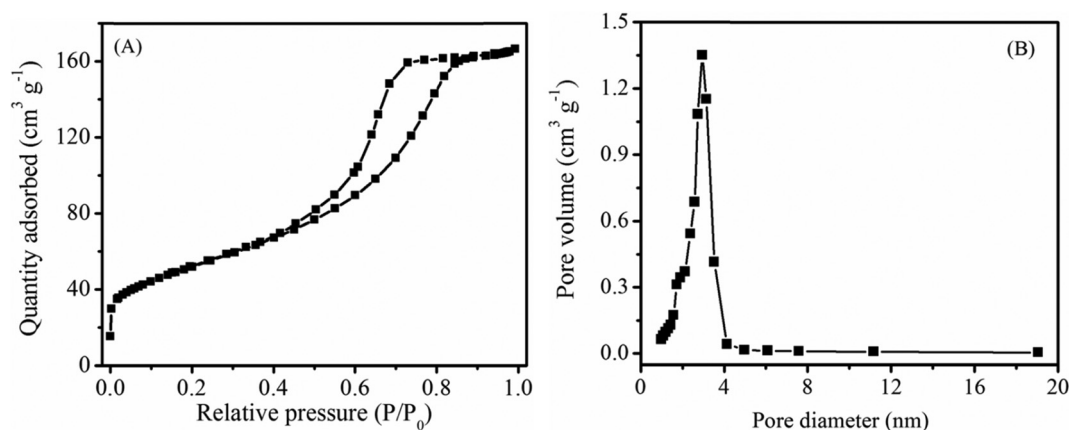 (A)
Quantity adsorbed (cm³ g⁻¹)
160
120
80
40
0
0.0 0.2 0.4 0.6 0.8 1.0
Relative pressure (P/P₀)
(B)
Pore volume (cm³ g⁻¹)
1.5
1.2
0.9
0.6
0.3
0.0
0 4 8 12 16 20
Pore diameter (nm)